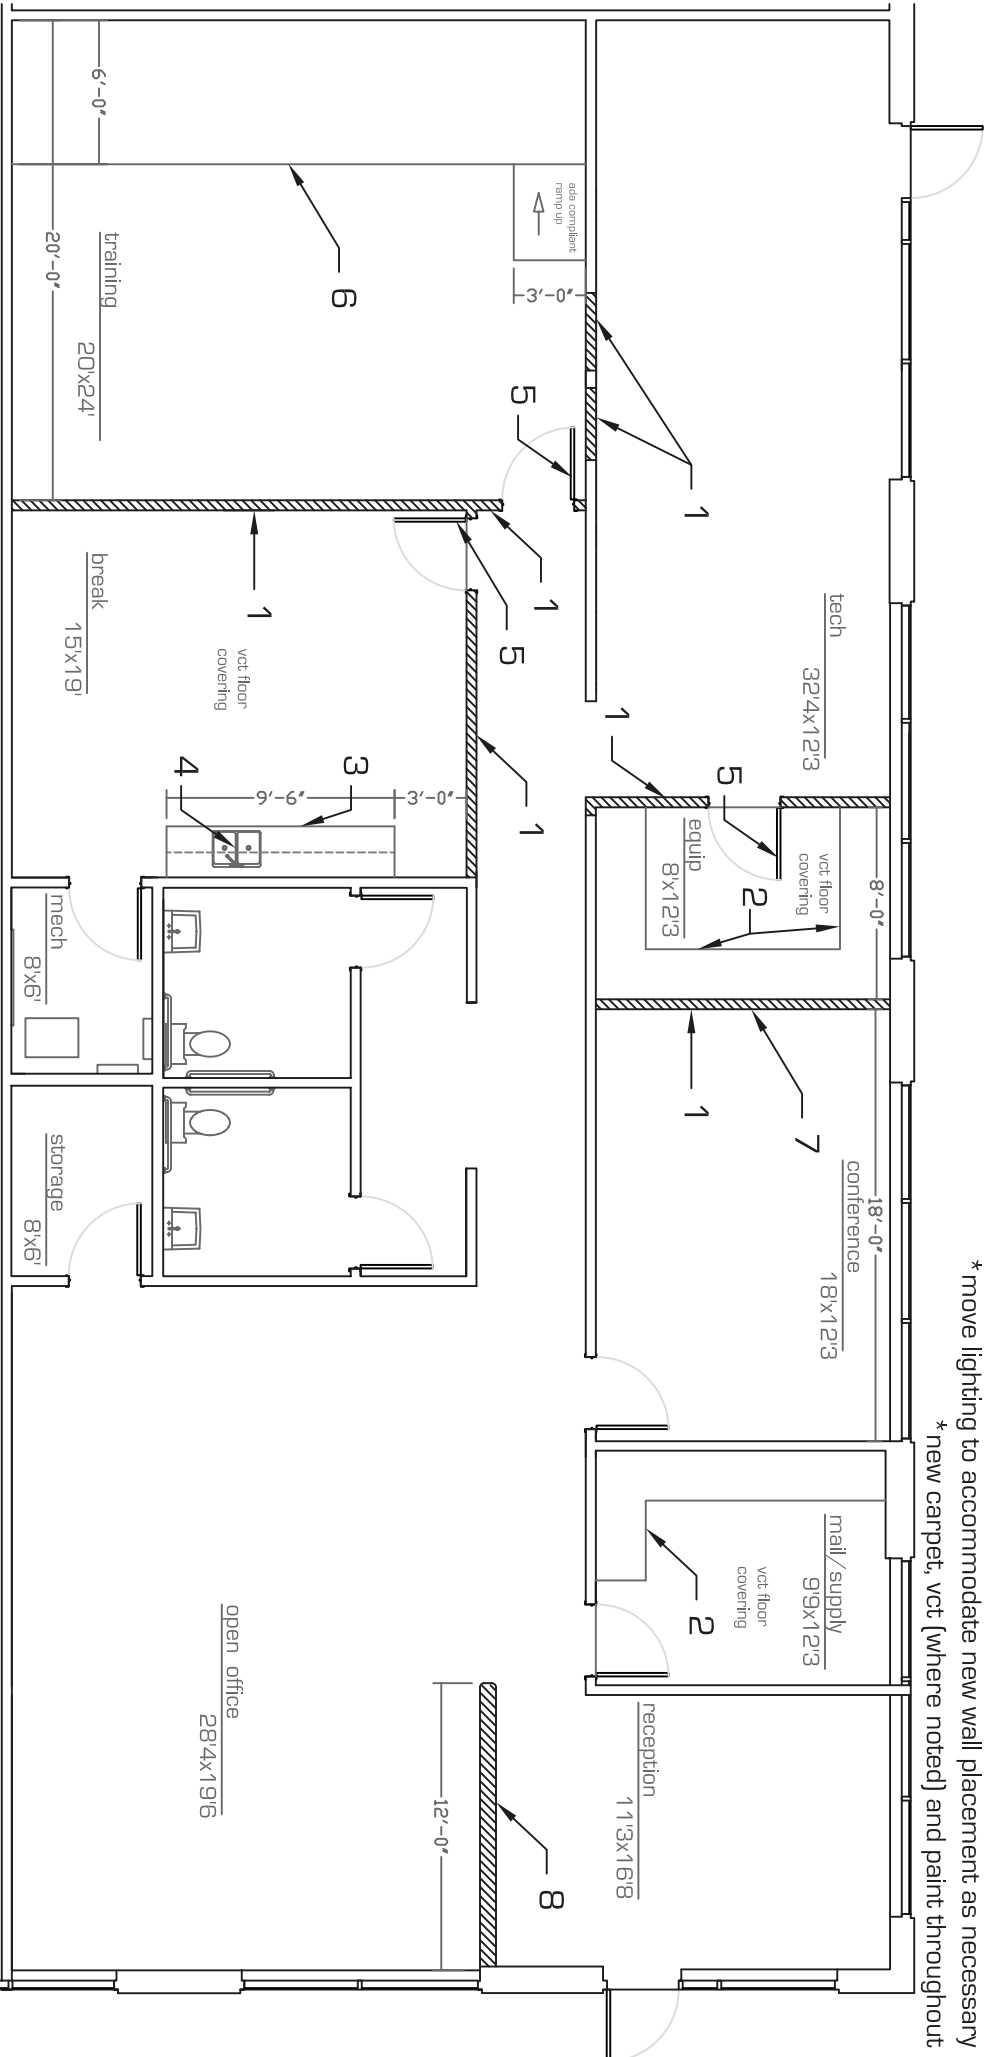 * move lighting to accommodate new wall placement as necessary
* new carpet, vct (where noted) and paint throughout
tech
32'4x12'3
8'-0"
18'-0"
conference
18'x12'3
mail/supply
9'9x12'3
vct floor
covering
vct floor
covering
equip
8'x12'3
reception
11'3x16'8
1
1
5
2
1
7
2
ada compliant
ramp up
3'-0"
5
1
5
1
8
6
3
4
9'-6"
3'-0"
12'-0"
1
vct floor
covering
open office
28'4x19'6
6'-0"
20'-0"
training
20'x24'
break
15'x19'
mech
8'x6'
storage
8'x6'